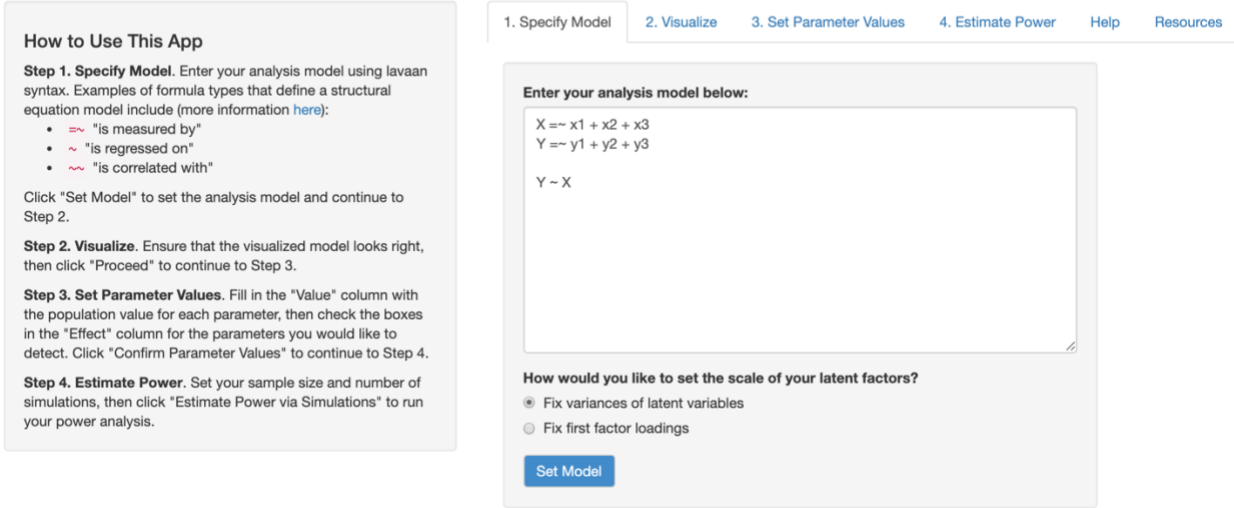 How to Use This App
Step 1. Specify Model. Enter your analysis model using lavaan
syntax. Examples of formula types that define a structural
equation model include (more information here):
• =~ "is measured by"
• ~ "is regressed on"
• ~~ "is correlated with"
Click "Set Model" to set the analysis model and continue to
Step 2.
Step 2. Visualize. Ensure that the visualized model looks right,
then click "Proceed" to continue to Step 3.
Step 3. Set Parameter Values. Fill in the "Value" column with
the population value for each parameter, then check the boxes
in the "Effect" column for the parameters you would like to
detect. Click "Confirm Parameter Values" to continue to Step 4.
Step 4. Estimate Power. Set your sample size and number of
simulations, then click "Estimate Power via Simulations" to run
your power analysis.
1. Specify Model 2. Visualize 3. Set Parameter Values 4. Estimate Power Help Resources
Enter your analysis model below:
X =~ x1 + x2 + x3
Y =~ y1 + y2 + y3
Y ~ X
How would you like to set the scale of your latent factors?
Fix variances of latent variables
Fix first factor loadings
Set Model